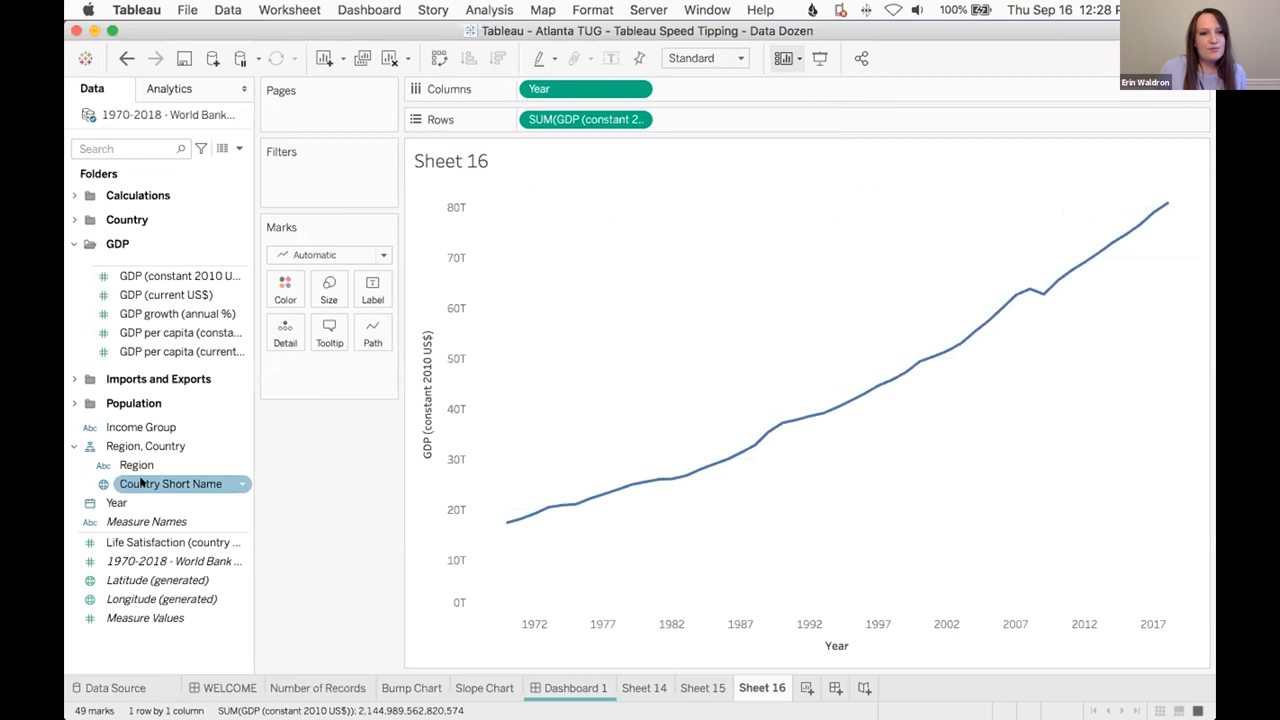 Tableau File Data Worksheet Dashboard Story Analysis Map Format Server Window Help 100% Thu Sep 16 12:28 P
Tableau - Atlanta TUG - Tableau Speed Tipping - Data Dozen
Erin Waldron
Standard
Data Analytics
1970-2018 - World Bank...
Search
Folders
Calculations
Country
GDP
GDP (constant 2010 U...
GDP (current US$)
GDP growth (annual %)
GDP per capita (consta...
GDP per capita (current...
Imports and Exports
Population
Income Group
Region, Country
Region
Country Short Name
Year
Measure Names
Life Satisfaction (country ...
1970-2018 - World Bank ...
Latitude (generated)
Longitude (generated)
Measure Values
Pages
Filters
Marks
Automatic
Color Size Label
Detail Tooltip Path
Columns Year
Rows SUM(GDP (constant 2..
Sheet 16
GDP (constant 2010 US$)
80T
70T
60T
50T
40T
30T
20T
10T
0T
1972 1977 1982 1987 1992 1997 2002 2007 2012 2017
Year
Data Source WELCOME Number of Records Bump Chart Slope Chart Dashboard 1 Sheet 14 Sheet 15 Sheet 16
49 marks 1 row by 1 column SUM(GDP (constant 2010 US$)): 2,144,989,562,820,574